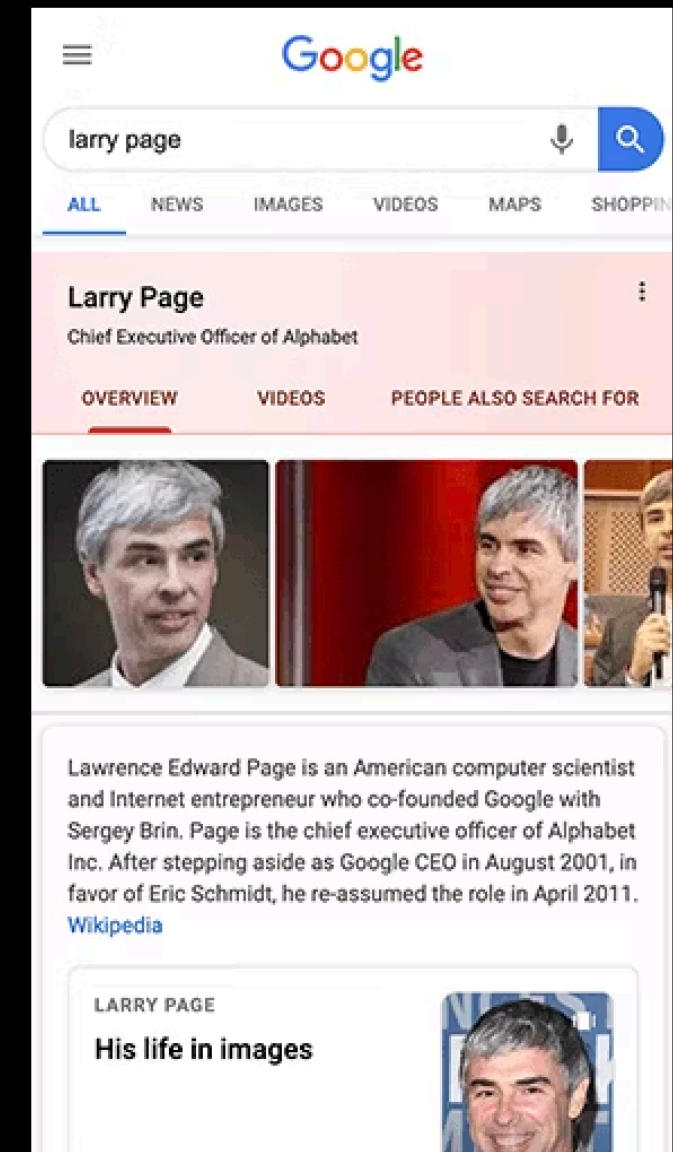 Google
larry page
ALL NEWS IMAGES VIDEOS MAPS SHOPPIN
Larry Page
Chief Executive Officer of Alphabet
OVERVIEW VIDEOS PEOPLE ALSO SEARCH FOR
Lawrence Edward Page is an American computer scientist
and Internet entrepreneur who co-founded Google with
Sergey Brin. Page is the chief executive officer of Alphabet
Inc. After stepping aside as Google CEO in August 2001, in
favor of Eric Schmidt, he re-assumed the role in April 2011.
Wikipedia
LARRY PAGE
His life in images